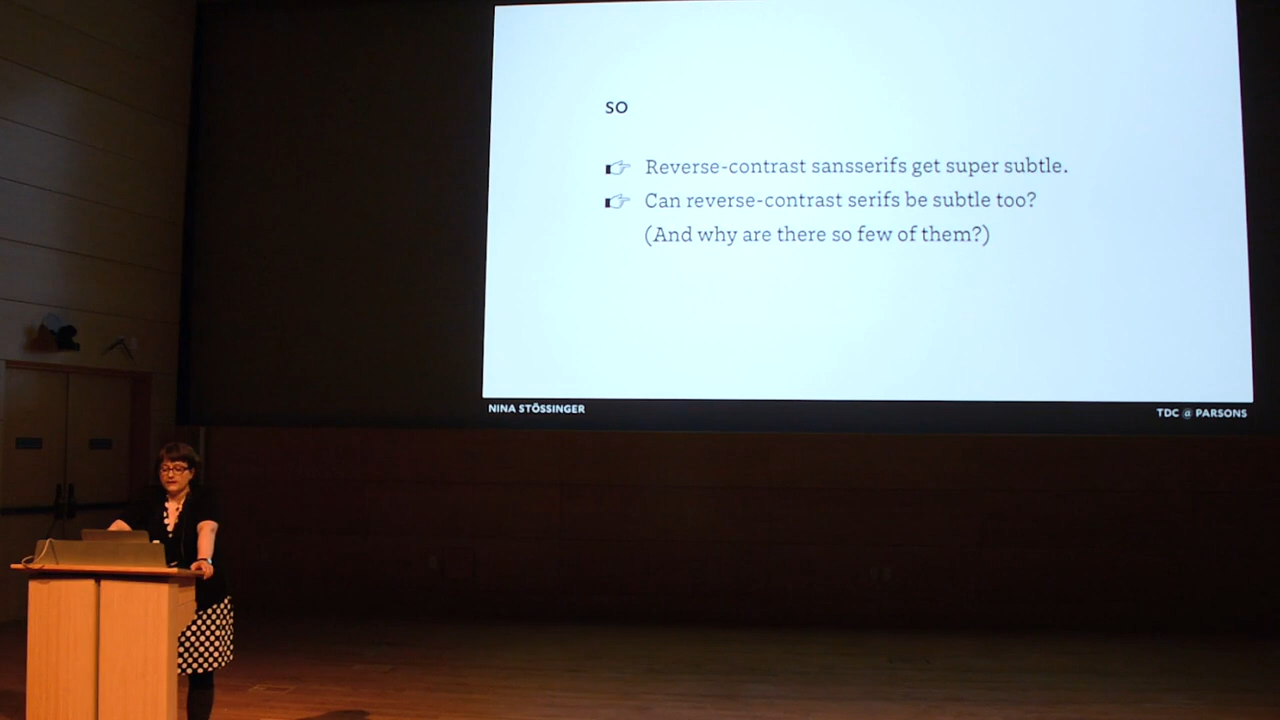 SO
☞ Reverse-contrast sansserifs get super subtle.
☞ Can reverse-contrast serifs be subtle too?
(And why are there so few of them?)
NINA STÖSSINGER
TDC @ PARSONS